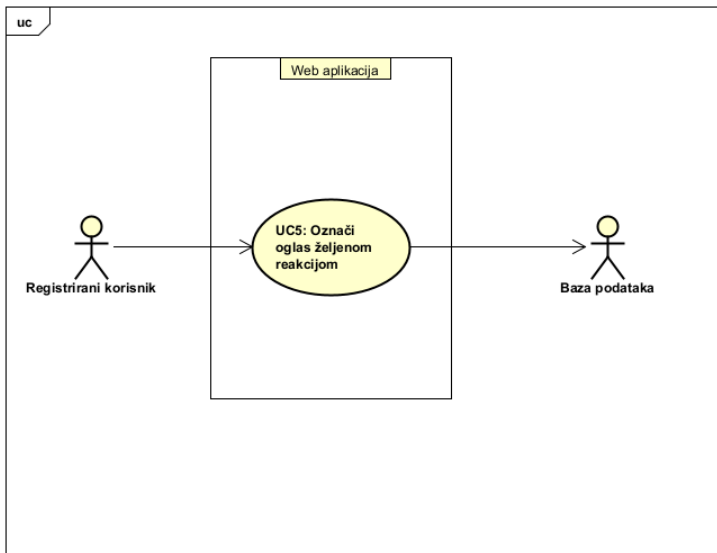 uc
Web aplikacija
UC5: Označi
oglas željenom
reakcijom
Registrirani korisnik
Baza podataka